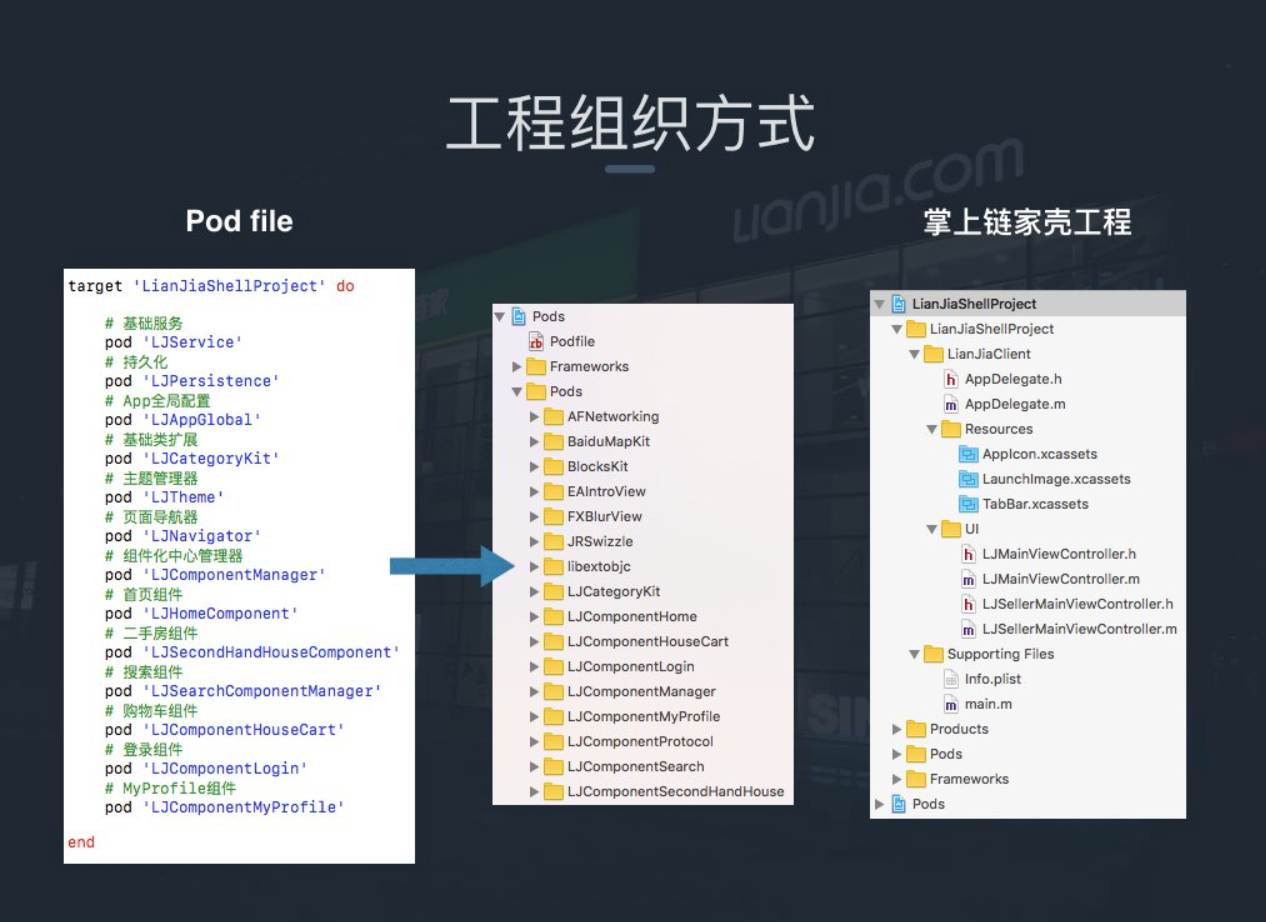 工程组织方式
lianjia.com
Pod file
target 'LianJiaShellProject' do
# 基础服务
pod 'LJService'
# 持久化
pod 'LJPersistence'
# App全局配置
pod 'LJAppGlobal'
# 基础类扩展
pod 'LJCategoryKit'
# 主题管理器
pod 'LJTheme'
# 页面导航器
pod 'LJNavigator'
# 组件化中心管理器
pod 'LJComponentManager'
# 首页组件
pod 'LJHomeComponent'
# 二手房组件
pod 'LJSecondHandHouseComponent'
# 搜索组件
pod 'LJSearchComponentManager'
# 购物车组件
pod 'LJComponentHouseCart'
# 登录组件
pod 'LJComponentLogin'
# MyProfile组件
pod 'LJComponentMyProfile'
end
Pods
Podfile
Frameworks
Pods
AFNetworking
BaiduMapKit
BlocksKit
EAIntroView
FXBlurView
JRSwizzle
libextobjc
LJCategoryKit
LJComponentHome
LJComponentHouseCart
LJComponentLogin
LJComponentManager
LJComponentMyProfile
LJComponentProtocol
LJComponentSearch
LJComponentSecondHandHouse
掌上链家壳工程
LianJiaShellProject
LianJiaShellProject
LianJiaClient
AppDelegate.h
AppDelegate.m
Resources
AppIcon.xcassets
LaunchImage.xcassets
TabBar.xcassets
UI
LJMainViewController.h
LJMainViewController.m
LJSellerMainViewController.h
LJSellerMainViewController.m
Supporting Files
Info.plist
main.m
Products
Pods
Frameworks
Pods